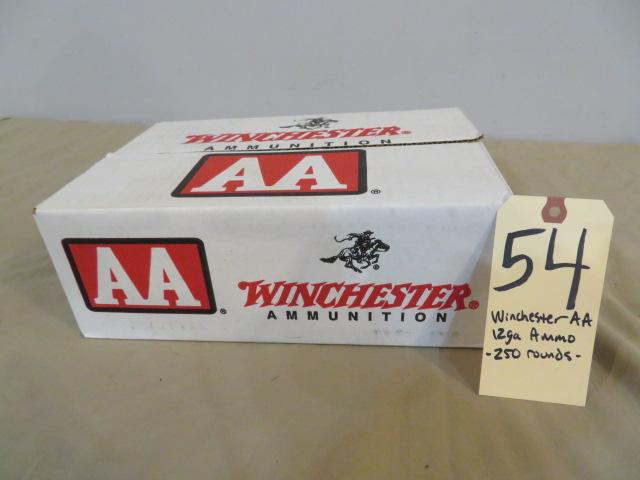 WINCHESTER
AMMUNITION
AA ®
AA ®
WINCHESTER ®
AMMUNITION
54
Winchester AA
12ga Ammo
-250 rounds-